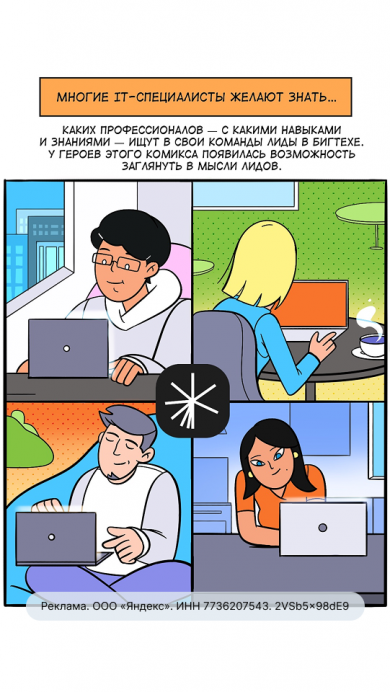 МНОГИЕ IT-СПЕЦИАЛИСТЫ ЖЕЛАЮТ ЗНАТЬ...
КАКИХ ПРОФЕССИОНАЛОВ — С КАКИМИ НАВЫКАМИ
И ЗНАНИЯМИ — ИЩУТ В СВОИ КОМАНДЫ ЛИДЫ В БИГТЕХЕ.
У ГЕРОЕВ ЭТОГО КОМИКСА ПОЯВИЛАСЬ ВОЗМОЖНОСТЬ
ЗАГЛЯНУТЬ В МЫСЛИ ЛИДОВ.
Реклама. ООО «Яндекс». ИНН 7736207543. 2VSb5×98dE9